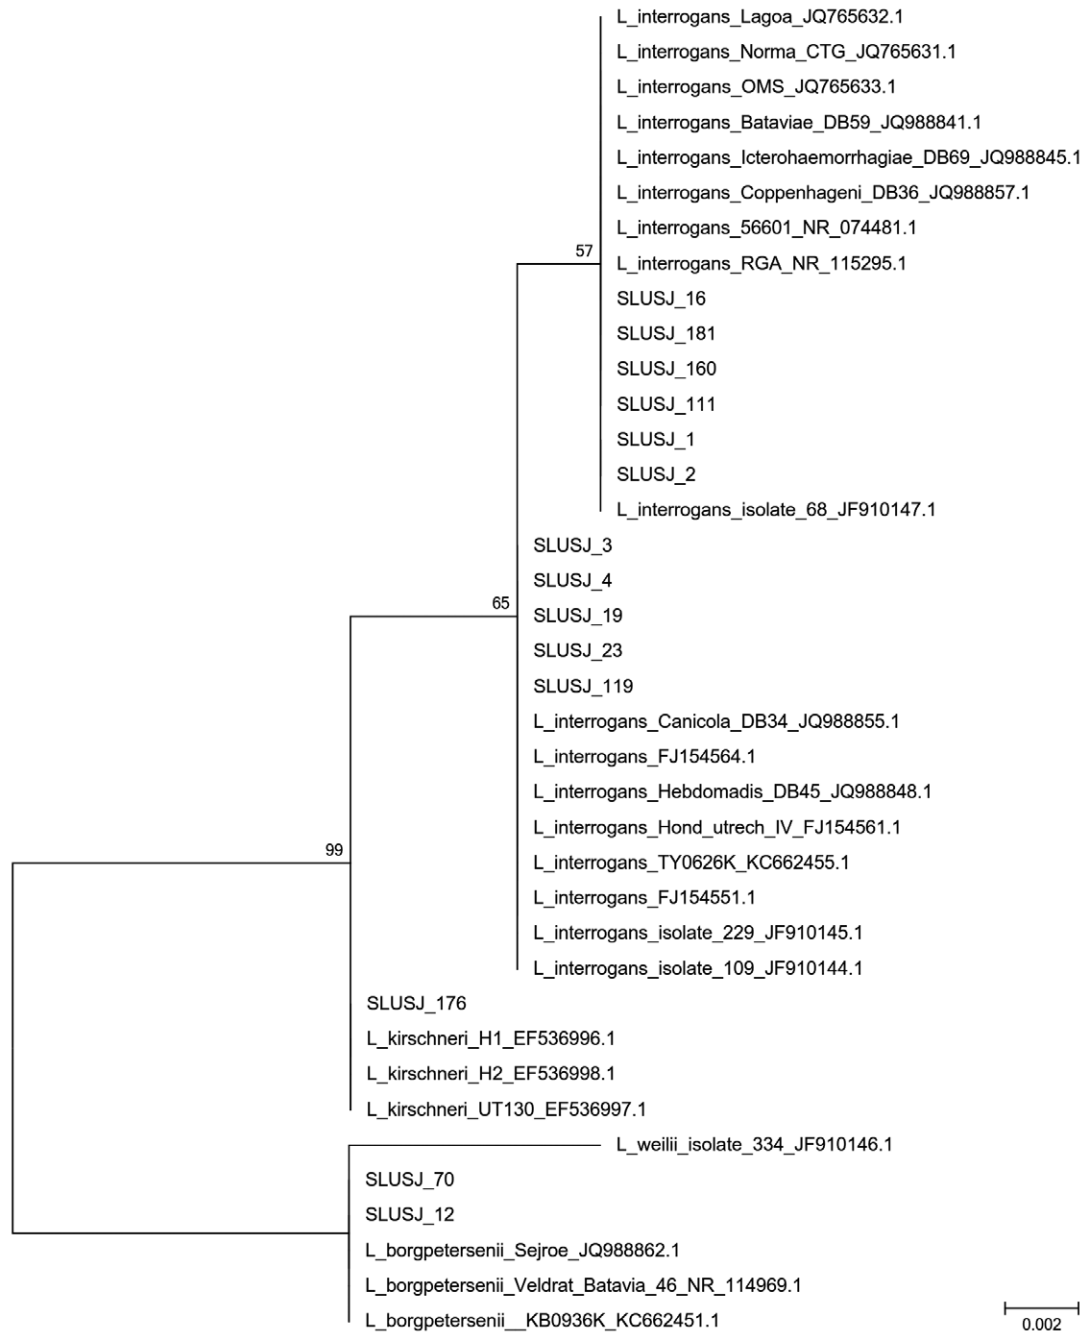 L_interrogans_Lagoa_JQ765632.1
L_interrogans_Norma_CTG_JQ765631.1
L_interrogans_OMS_JQ765633.1
L_interrogans_Bataviae_DB59_JQ988841.1
L_interrogans_Icterohaemorrhagiae_DB69_JQ988845.1
L_interrogans_Coppenhageni_DB36_JQ988857.1
L_interrogans_56601_NR_074481.1
57
L_interrogans_RGA_NR_115295.1
SLUSJ_16
SLUSJ_181
SLUSJ_160
SLUSJ_111
SLUSJ_1
SLUSJ_2
L_interrogans_isolate_68_JF910147.1
SLUSJ_3
SLUSJ_4
65
SLUSJ_19
SLUSJ_23
SLUSJ_119
L_interrogans_Canicola_DB34_JQ988855.1
L_interrogans_FJ154564.1
L_interrogans_Hebdomadis_DB45_JQ988848.1
L_interrogans_Hond_utrech_IV_FJ154561.1
99
L_interrogans_TY0626K_KC662455.1
L_interrogans_FJ154551.1
L_interrogans_isolate_229_JF910145.1
L_interrogans_isolate_109_JF910144.1
SLUSJ_176
L_kirschneri_H1_EF536996.1
L_kirschneri_H2_EF536998.1
L_kirschneri_UT130_EF536997.1
L_weilii_isolate_334_JF910146.1
SLUSJ_70
SLUSJ_12
L_borgpetersenii_Sejroe_JQ988862.1
L_borgpetersenii_Veldrat_Batavia_46_NR_114969.1
L_borgpetersenii__KB0936K_KC662451.1
0.002